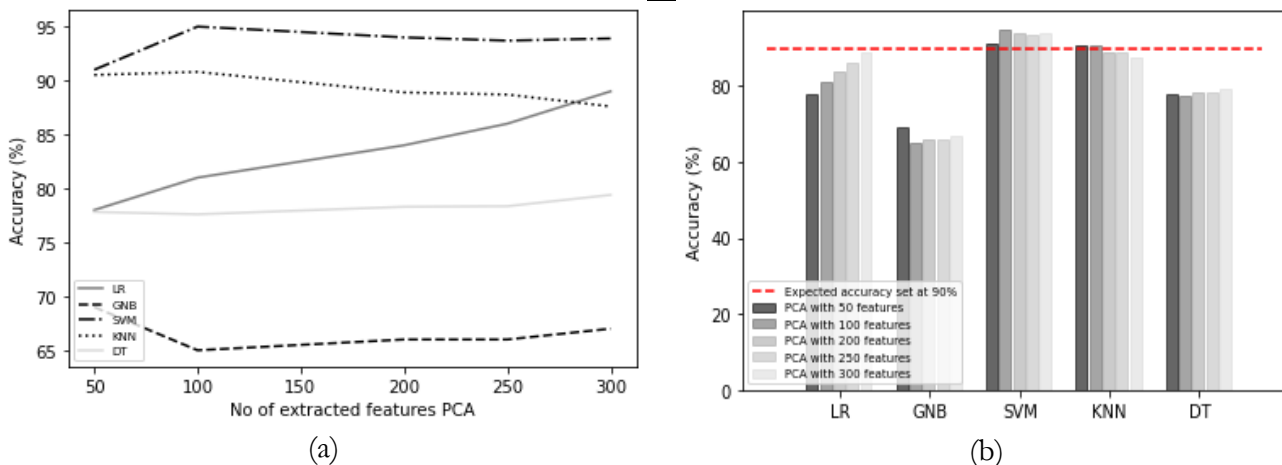 95
90
85
80
75
70
65
Accuracy (%)
LR
GNB
SVM
KNN
DT
50 100 150 200 250 300
No of extracted features PCA
(a)
80
60
40
20
0
Accuracy (%)
Expected accuracy set at 90%
PCA with 50 features
PCA with 100 features
PCA with 200 features
PCA with 250 features
PCA with 300 features
LR GNB SVM KNN DT
(b)